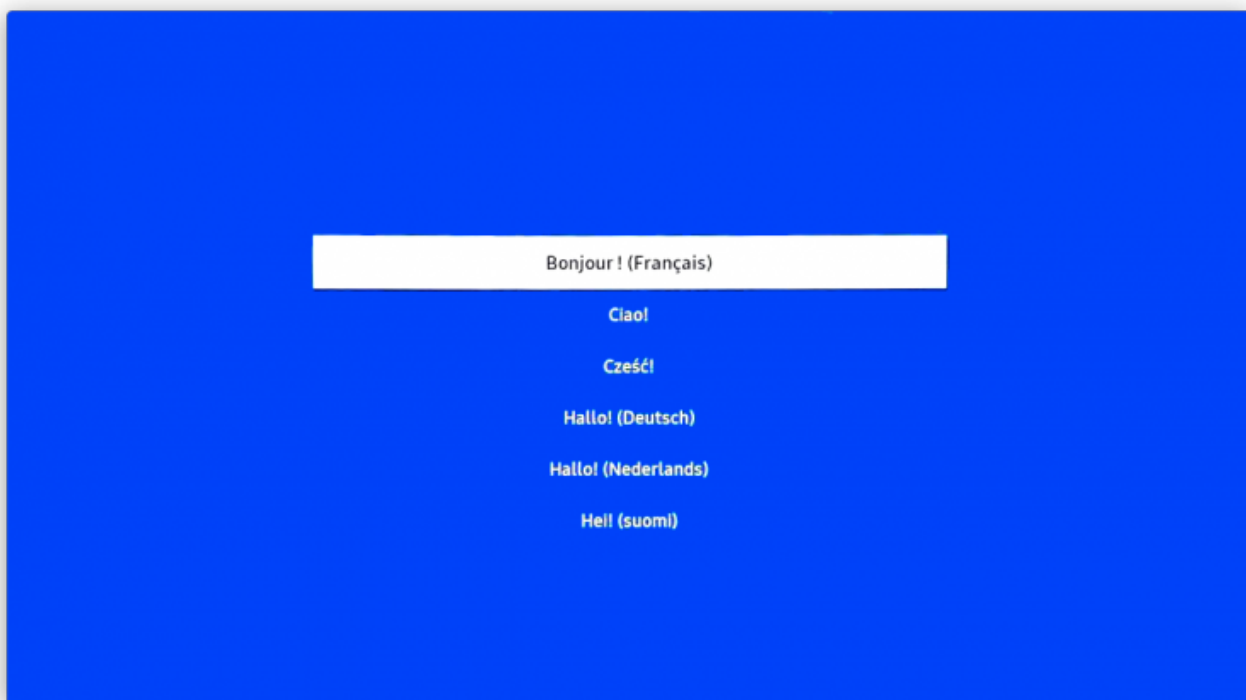 Bonjour ! (Français)
Ciao!
Cześć!
Hallo! (Deutsch)
Hallo! (Nederlands)
Hei! (suomi)